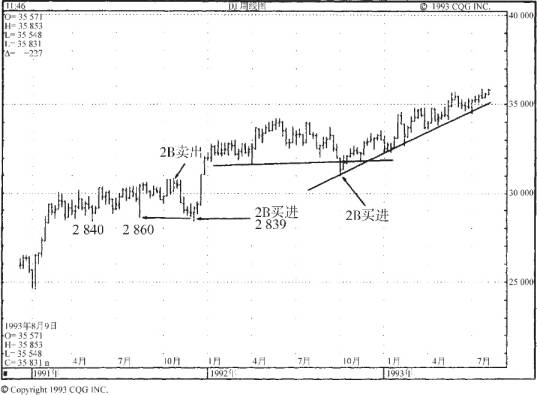 11:46 DJ 周线图 © 1993 CQG INC.
O= 35 571
H= 35 853
L= 35 548
L= 35 831
Δ= −227
40 000
35 000
30 000
25 000
2B卖出
2 840 2 860
2B买进
2 839
2B买进
1993年8月9日
O= 35 571
H= 35 853
L= 35 548
C= 35 831 n
1991年 4月 7月 10月 1月 4月 7月 10月 1月 4月 7月
1992年 1993年
© Copyright 1993 CQG INC.